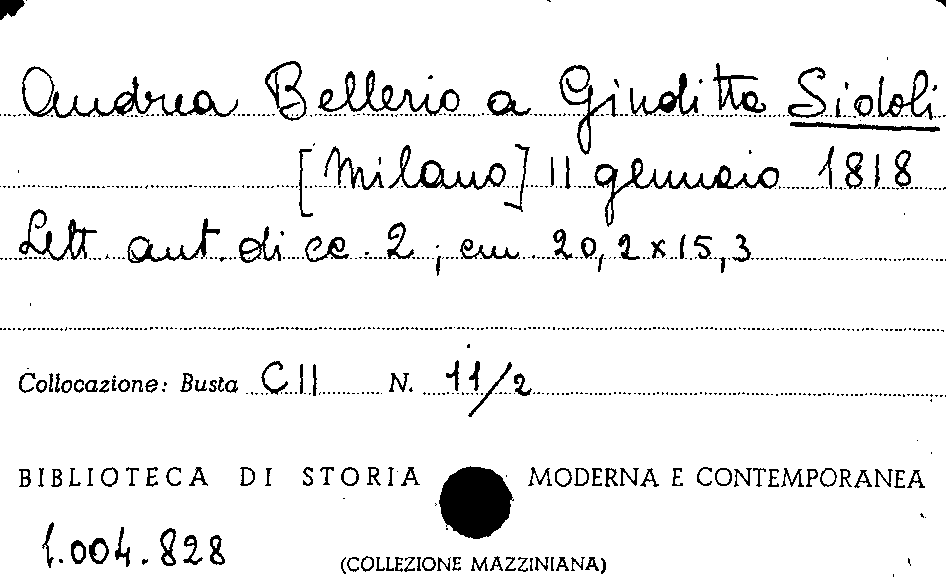 Andrea Bellerio a Giuditta Sidoli
[Milano] 11 gennaio 1818
Lett. aut. di cc. 2 ; cm. 20,2 x 15,3
Collocazione: Busta C II N. 11/2
BIBLIOTECA DI STORIA MODERNA E CONTEMPORANEA
1.004.828
(COLLEZIONE MAZZINIANA)